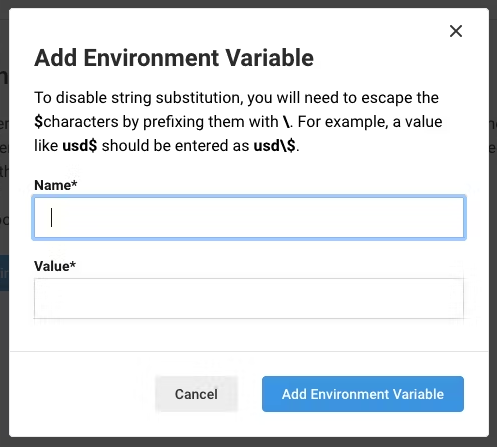 Add Environment Variable
To disable string substitution, you will need to escape the
$characters by prefixing them with \. For example, a value
like usd$ should be entered as usd\$.
Name*
Value*
Cancel
Add Environment Variable